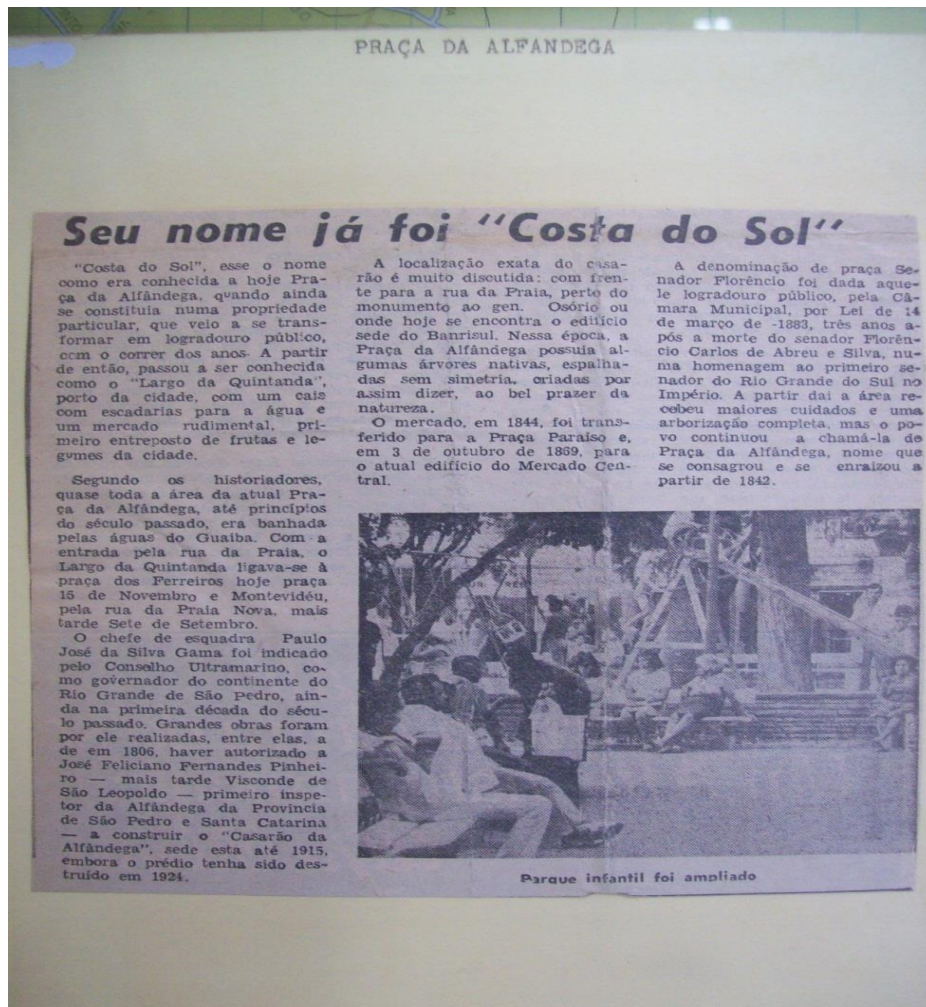 PRAÇA DA ALFANDEGA
Seu nome já foi "Costa do Sol"
"Costa do Sol", esse o nome
como era conhecida a hoje Pra-
ça da Alfândega, quando ainda
se constituia numa propriedade
particular, que veio a se trans-
formar em logradouro público,
com o correr dos anos. A partir
de então, passou a ser conhecida
como o "Largo da Quintanda",
porto da cidade, com um cais
com escadarias para a água e
um mercado rudimental, pri-
meiro entreposto de frutas e le-
gumes da cidade.
Segundo os historiadores,
quase toda a área da atual Pra-
ça da Alfândega, até princípios
do século passado, era banhada
pelas águas do Guaiba. Com a
entrada pela rua da Praia, o
Largo da Quintanda ligava-se à
praça dos Ferreiros hoje praça
15 de Novembro e Montevidéu,
pela rua da Praia Nova, mais
tarde Sete de Setembro.
O chefe de esquadra Paulo
José da Silva Gama foi indicado
pelo Conselho Ultramarino, co-
mo governador do continente do
Rio Grande de São Pedro, ain-
da na primeira década do sécu-
lo passado. Grandes obras foram
por ele realizadas, entre elas, a
de em 1806, haver autorizado a
José Feliciano Fernandes Pinhei-
ro — mais tarde Visconde de
São Leopoldo — primeiro inspe-
tor da Alfândega da Provincia
de São Pedro e Santa Catarina
— a construir o "Casarão da
Alfândega", sede esta até 1915,
embora o prédio tenha sido des-
truido em 1924.
A localização exata do casa-
rão é muito discutida: com fren-
te para a rua da Praia, perto do
monumento ao gen. Osório ou
onde hoje se encontra o edifício
sede do Banrisul. Nessa época, a
Praça da Alfândega possuia al-
gumas árvores nativas, espalha-
das sem simetria, criadas por
assim dizer, ao bel prazer da
natureza.
O mercado, em 1844, foi trans-
ferido para a Praça Paraiso e,
em 3 de outubro de 1869, para
o atual edifício do Mercado Cen-
tral.
A denominação de praça Se-
nador Florêncio foi dada aque-
le logradouro público, pela Câ-
mara Municipal, por Lei de 14
de março de -1883, três anos a-
pós a morte do senador Florên-
cio Carlos de Abreu e Silva, nu-
ma homenagem ao primeiro se-
nador do Rio Grande do Sul no
Império. A partir dai a área re-
cebeu maiores cuidados e uma
arborização completa, mas o po-
vo continuou a chamá-la de
Praça da Alfândega, nome que
se consagrou e se enraizou a
partir de 1842.
Parque infantil foi ampliado